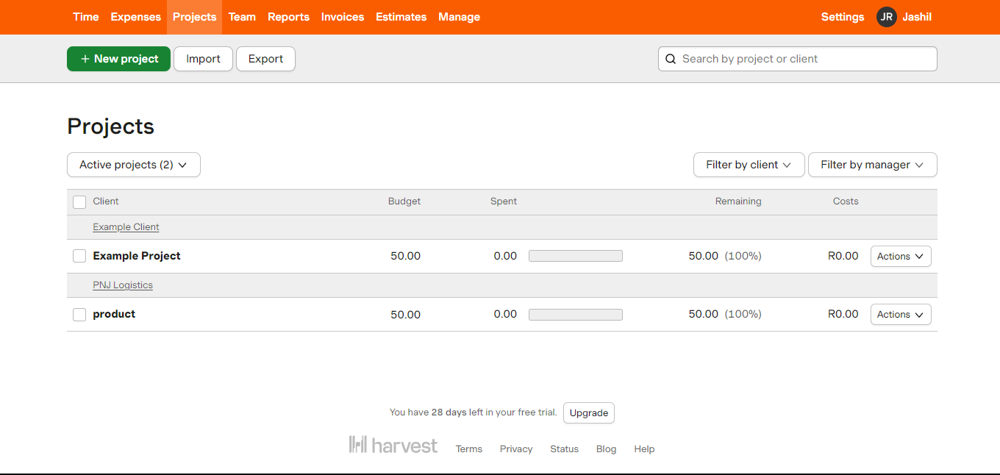 Time Expenses Projects Team Reports Invoices Estimates Manage Settings JR Jashil
+ New project Import Export Search by project or client
Projects
Active projects (2) Filter by client Filter by manager
Client Budget Spent Remaining Costs
Example Client
Example Project 50.00 0.00 50.00 (100%) R0.00 Actions
PNJ Logistics
product 50.00 0.00 50.00 (100%) R0.00 Actions
You have 28 days left in your free trial. Upgrade
harvest Terms Privacy Status Blog Help